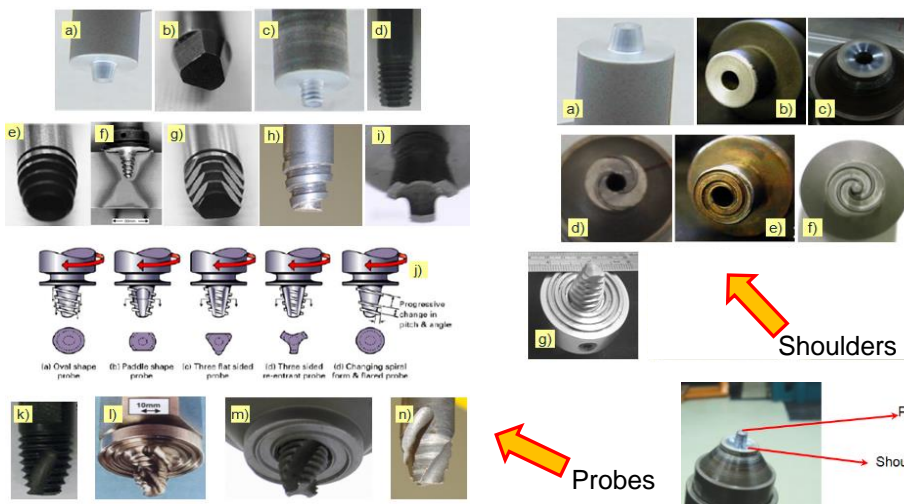 a)
b)
c)
d)
e)
f)
g)
h)
i)
j)
Progressive
change in
pitch & angle
(a) Oval shape
probe
(b) Paddle shape
probe
(c) Three flat sided
probe
(d) Three sided
re-entrant probe
(d) Changing spiral
form & flared probe
k)
l)
10mm
m)
n)
Probes
a)
b)
c)
d)
e)
f)
g)
Shoulders
P
Shou